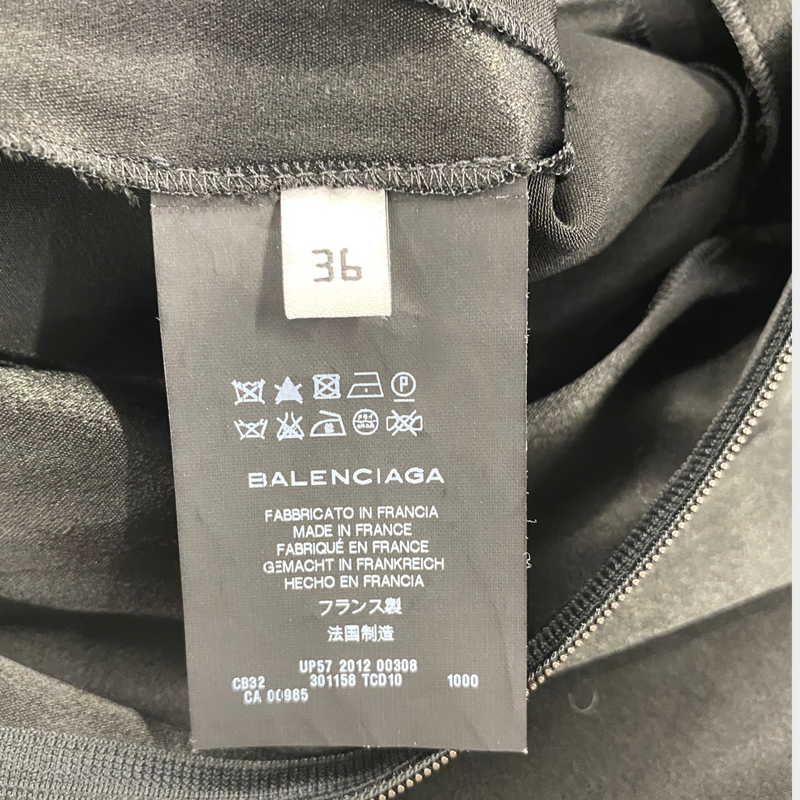 36
P
BALENCIAGA
FABBRICATO IN FRANCIA
MADE IN FRANCE
FABRIQUÉ EN FRANCE
GEMACHT IN FRANKREICH
HECHO EN FRANCIA
フランス製
法国制造
UP57 2012 00308
CB32 301158 TCD10 1000
CA 00985